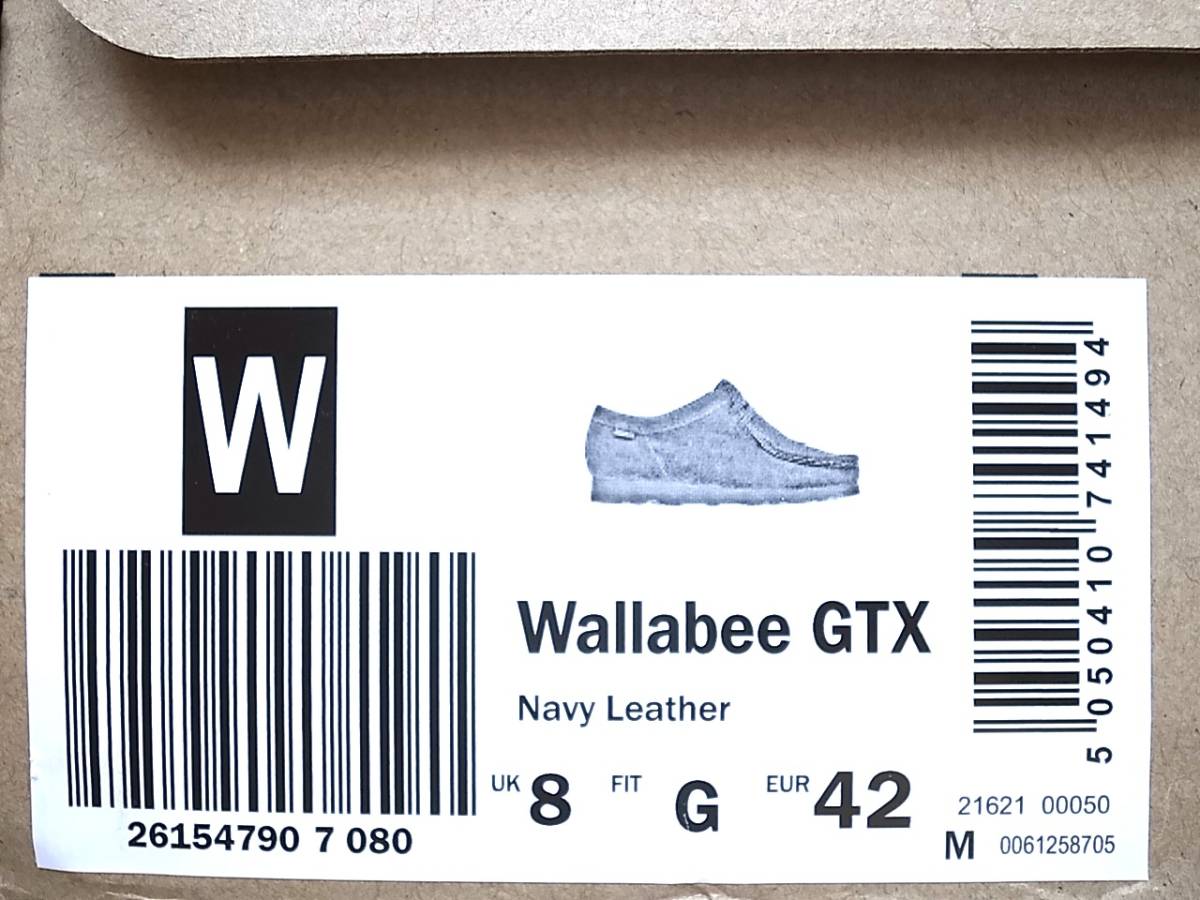 W
26154790 7 080
Wallabee GTX
Navy Leather
UK 8 FIT G EUR 42
5 050410 741494
21621 00050
M 0061258705